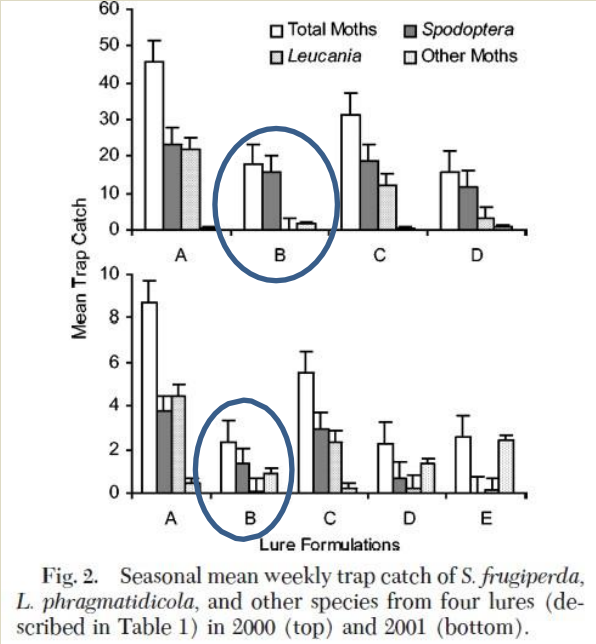 60
Total Moths
Spodoptera
50
Leucania
Other Moths
40
30
20
10
0
A
B
C
D
Mean Trap Catch
10
8
6
4
2
0
A
B
C
D
E
Lure Formulations
Fig. 2. Seasonal mean weekly trap catch of S. frugiperda,
L. phragmatidicola, and other species from four lures (de-
scribed in Table 1) in 2000 (top) and 2001 (bottom).